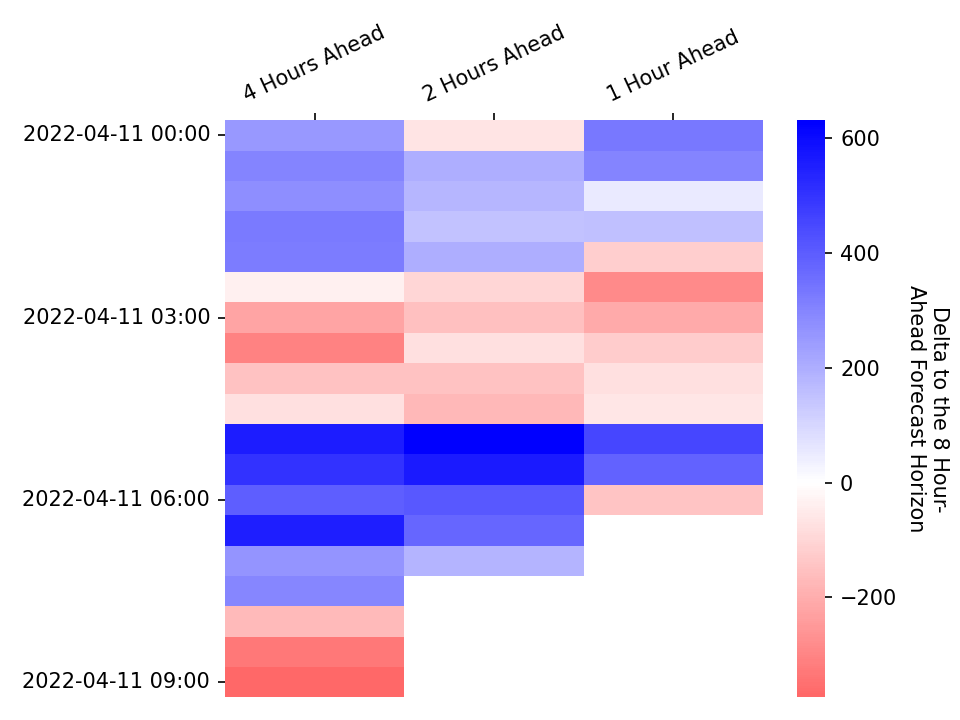 4 Hours Ahead
2 Hours Ahead
1 Hour Ahead
2022-04-11 00:00
2022-04-11 03:00
2022-04-11 06:00
2022-04-11 09:00
600
400
200
0
−200
Delta to the 8 Hour-
Ahead Forecast Horizon